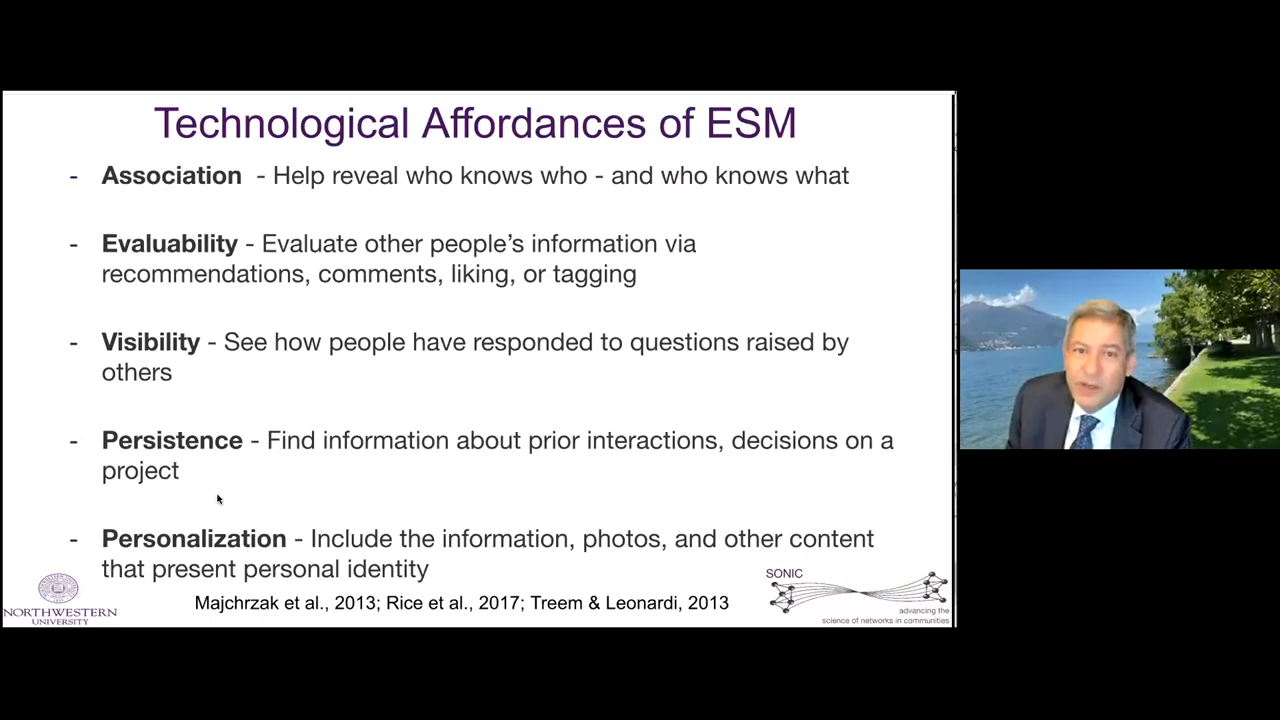 Technological Affordances of ESM
- Association - Help reveal who knows who - and who knows what
- Evaluability - Evaluate other people's information via
recommendations, comments, liking, or tagging
- Visibility - See how people have responded to questions raised by
others
- Persistence - Find information about prior interactions, decisions on a
project
- Personalization - Include the information, photos, and other content
that present personal identity
Majchrzak et al., 2013; Rice et al., 2017; Treem & Leonardi, 2013
NORTHWESTERN
UNIVERSITY
SONIC
advancing the
science of networks in communities